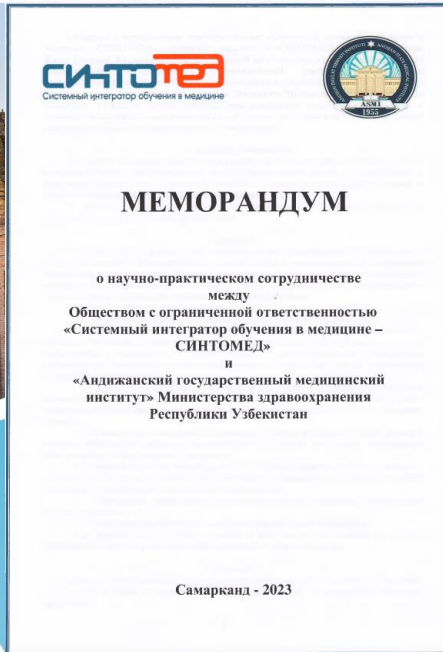 СИНТОМЕД
Системный интегратор обучения в медицине
ASMI
1955
МЕМОРАНДУМ
о научно-практическом сотрудничестве
между
Обществом с ограниченной ответственностью
«Системный интегратор обучения в медицине –
СИНТОМЕД»
и
«Андижанский государственный медицинский
институт» Министерства здравоохранения
Республики Узбекистан
Самарканд - 2023